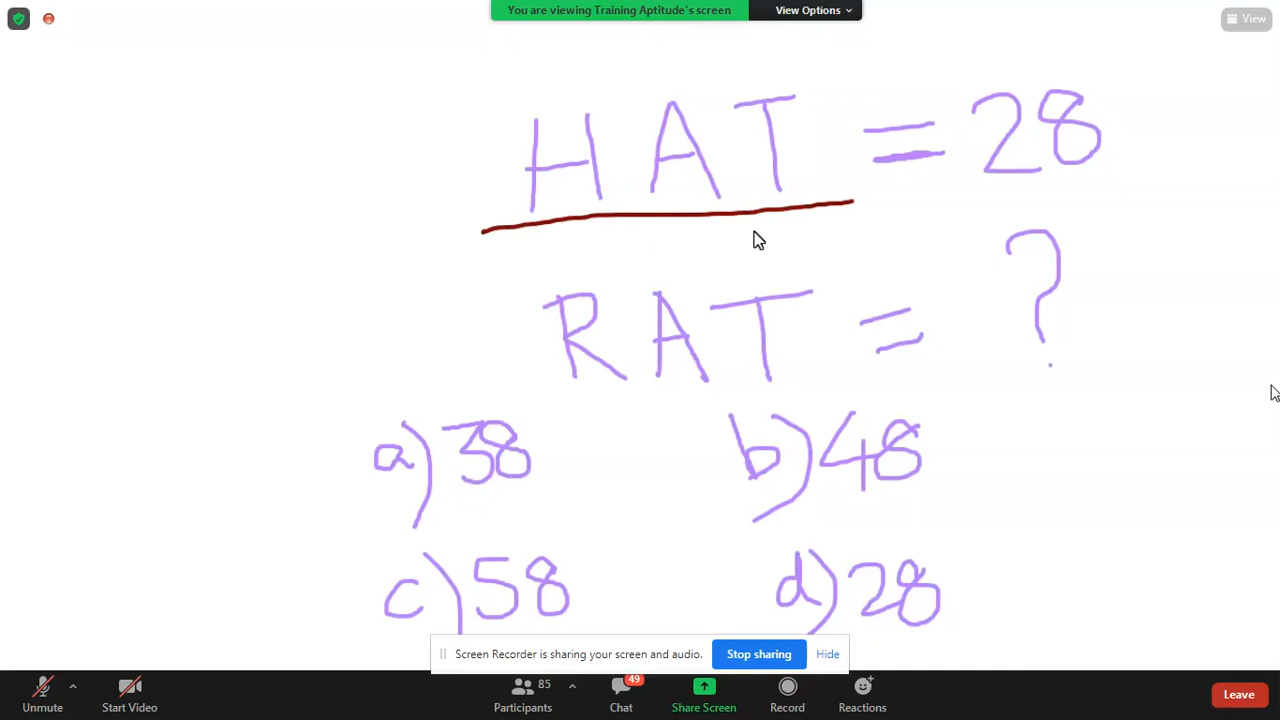 You are viewing Training Aptitude's screen View Options
View
HAT = 28
RAT = ?
a) 38 b) 48
c) 58 d) 28
Screen Recorder is sharing your screen and audio. Stop sharing Hide
85 49
Unmute Start Video Participants Chat Share Screen Record Reactions Leave